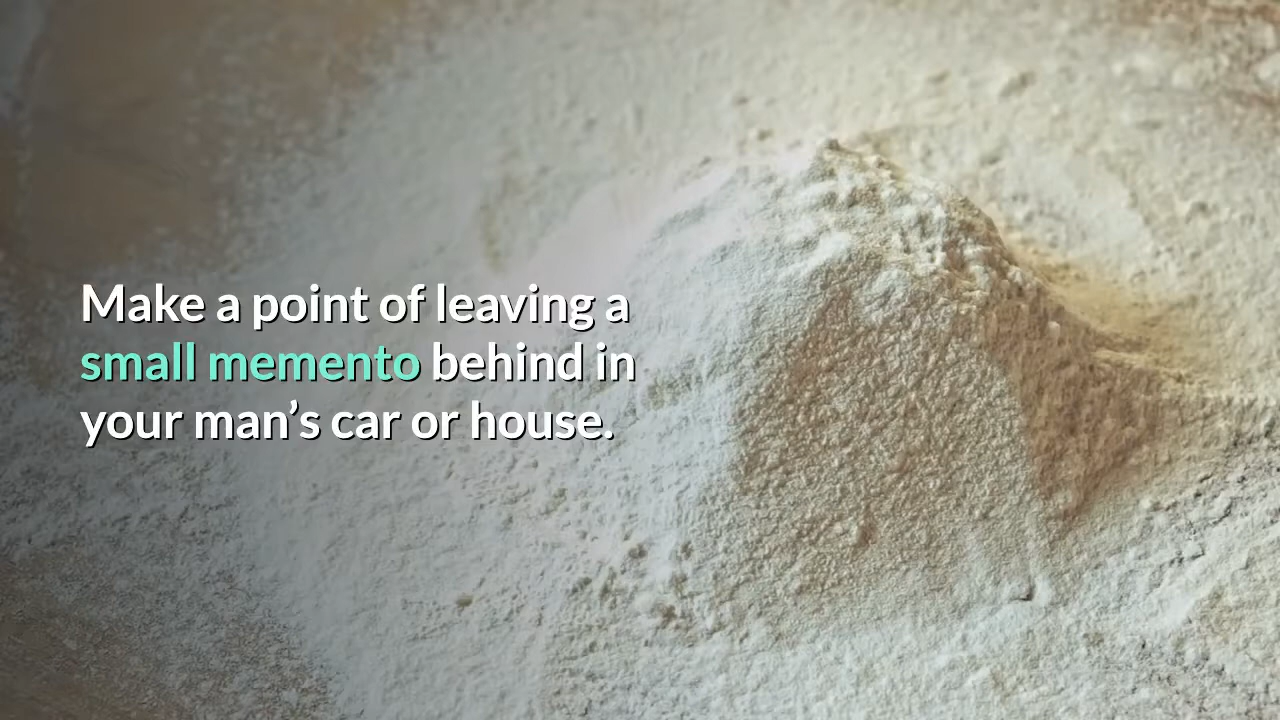 Make a point of leaving a
small memento behind in
your man’s car or house.